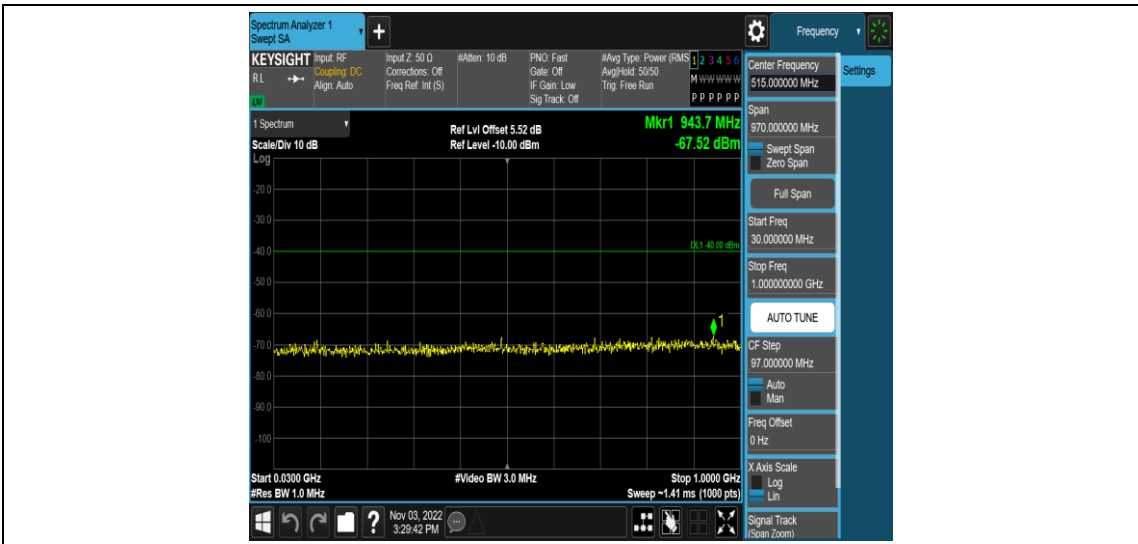 Spectrum Analyzer 1
Swept SA
+
Frequency
KEYSIGHT
RL
LXI
Input: RF
Coupling: DC
Align: Auto
Input Z: 50 Ω
Corrections: Off
Freq Ref: Int (S)
#Atten: 10 dB
PNO: Fast
Gate: Off
IF Gain: Low
Sig Track: Off
#Avg Type: Power (RMS
Avg|Hold: 50/50
Trig: Free Run
1 2 3 4 5 6
M W W W W W
P P P P P P
Center Frequency
515.000000 MHz
Settings
1 Spectrum
Scale/Div 10 dB
Ref Lvl Offset 5.52 dB
Ref Level -10.00 dBm
Mkr1 943.7 MHz
-67.52 dBm
Log
-20.0
-30.0
-40.0
-50.0
-60.0
-70.0
-80.0
-90.0
-100
DL1 -40.00 dBm
1
Start 0.0300 GHz
#Res BW 1.0 MHz
#Video BW 3.0 MHz
Stop 1.0000 GHz
Sweep ~1.41 ms (1000 pts)
Span
970.000000 MHz
Swept Span
Zero Span
Full Span
Start Freq
30.000000 MHz
Stop Freq
1.000000000 GHz
AUTO TUNE
CF Step
97.000000 MHz
Auto
Man
Freq Offset
0 Hz
X Axis Scale
Log
Lin
Signal Track
(Span Zoom)
?
Nov 03, 2022
3:29:42 PM